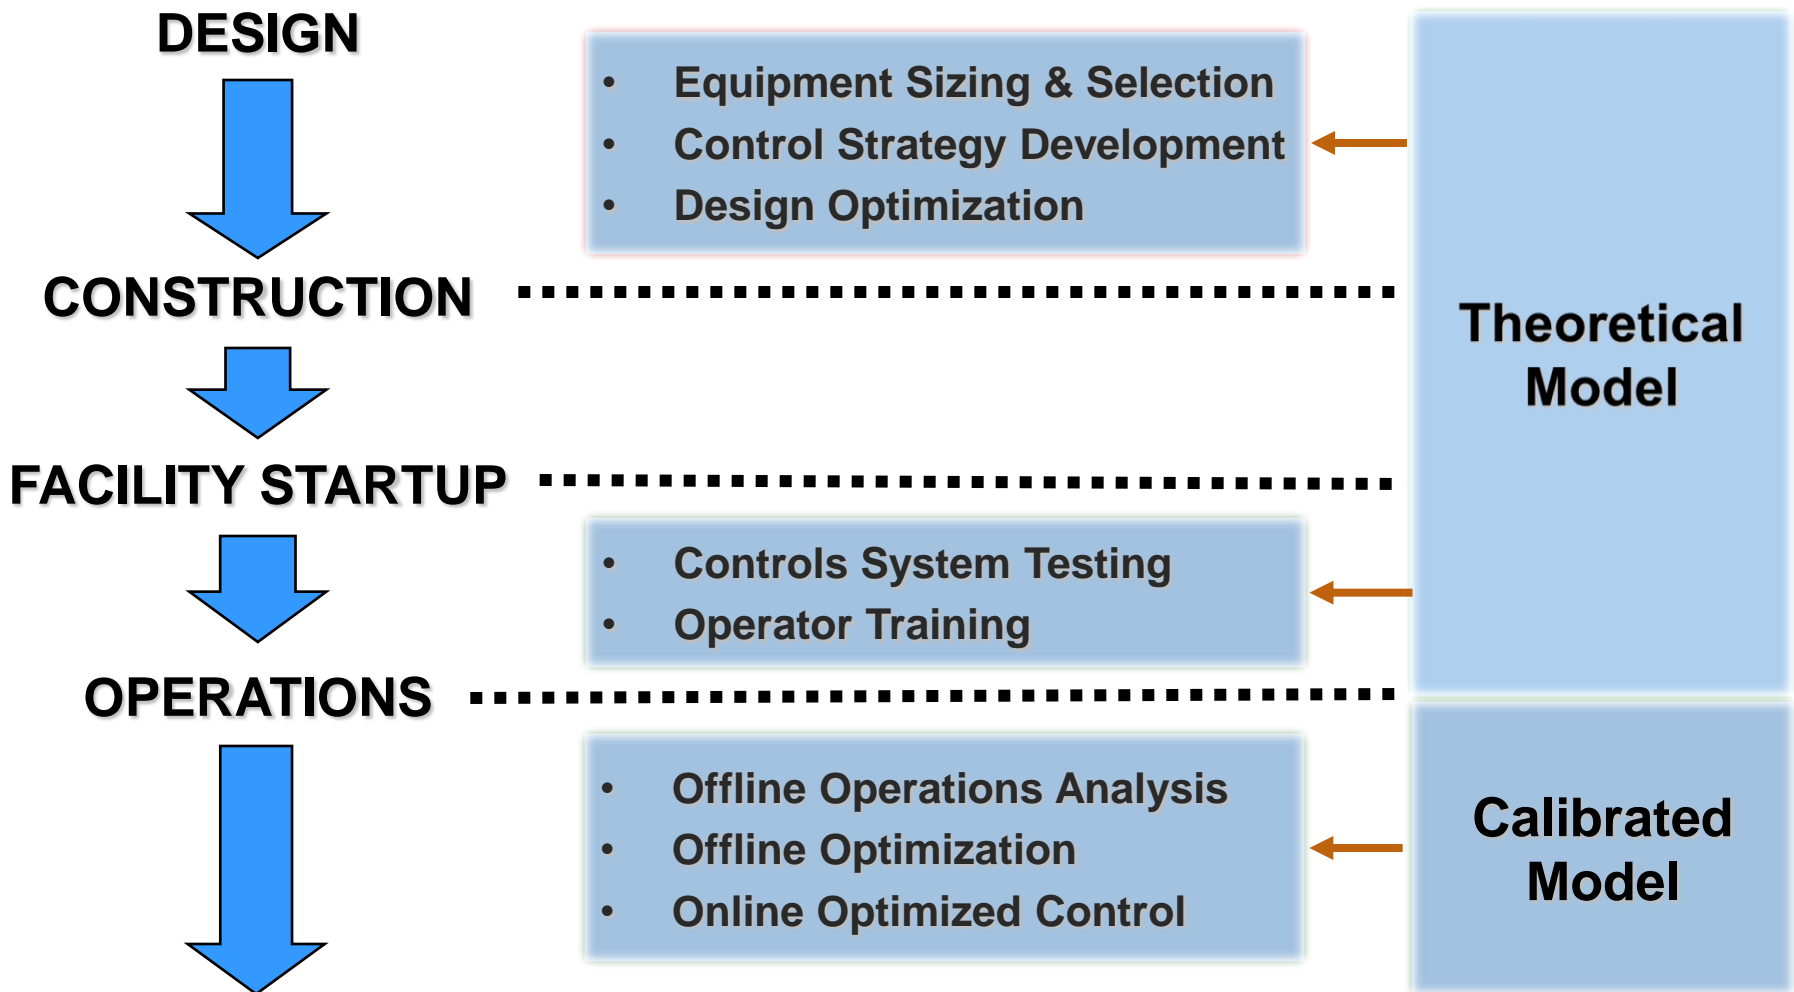 DESIGN
• Equipment Sizing & Selection
• Control Strategy Development
• Design Optimization
CONSTRUCTION
Theoretical
Model
FACILITY STARTUP
• Controls System Testing
• Operator Training
OPERATIONS
• Offline Operations Analysis
• Offline Optimization
• Online Optimized Control
Calibrated
Model